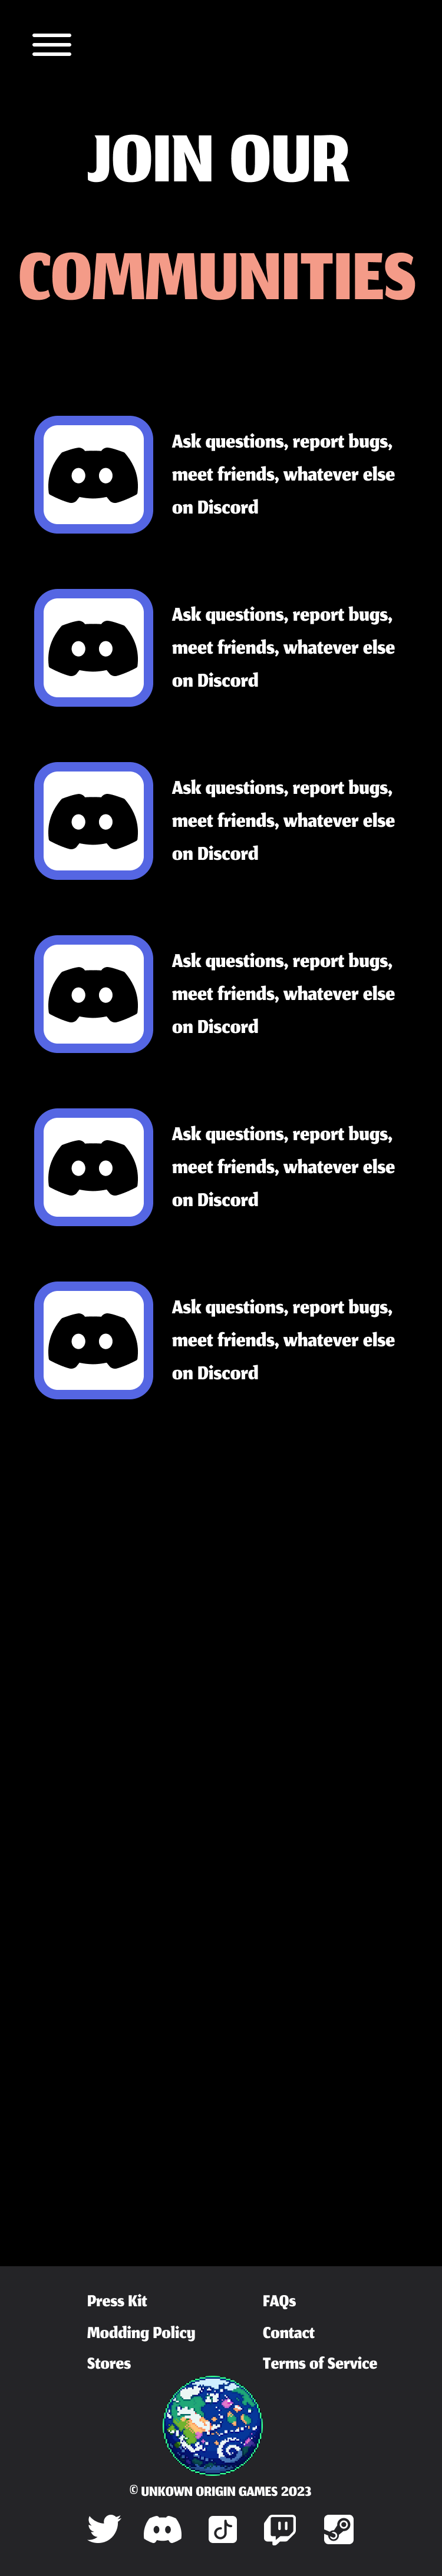 JOIN OUR
COMMUNITIES
Ask questions, report bugs,
meet friends, whatever else
on Discord
Ask questions, report bugs,
meet friends, whatever else
on Discord
Ask questions, report bugs,
meet friends, whatever else
on Discord
Ask questions, report bugs,
meet friends, whatever else
on Discord
Ask questions, report bugs,
meet friends, whatever else
on Discord
Ask questions, report bugs,
meet friends, whatever else
on Discord
Press Kit
FAQs
Modding Policy
Contact
Stores
Terms of Service
© UNKOWN ORIGIN GAMES 2023